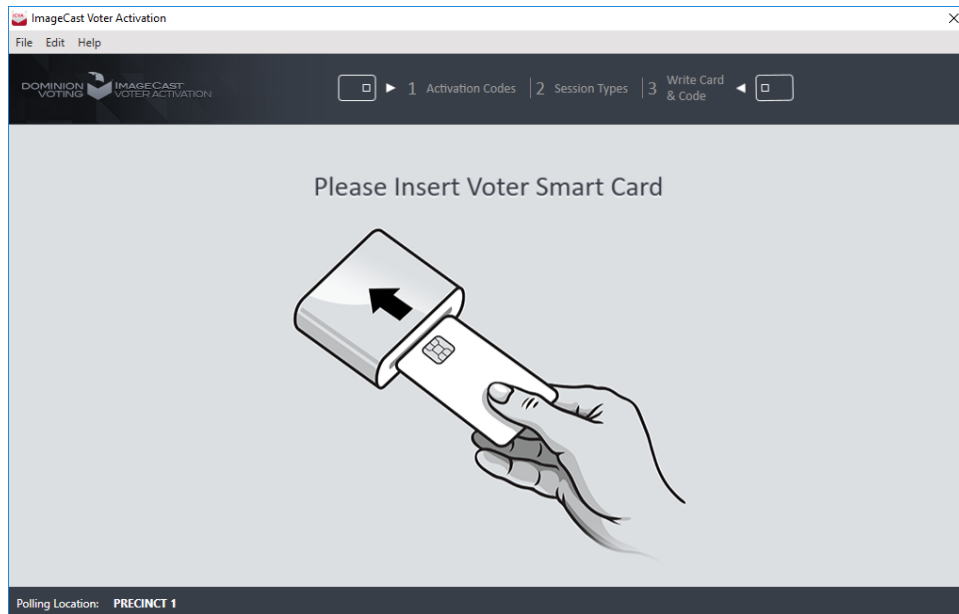 ImageCast Voter Activation
File Edit Help
DOMINION VOTING IMAGECAST VOTER ACTIVATION
1 Activation Codes 2 Session Types 3 Write Card & Code
Please Insert Voter Smart Card
Polling Location: PRECINCT 1